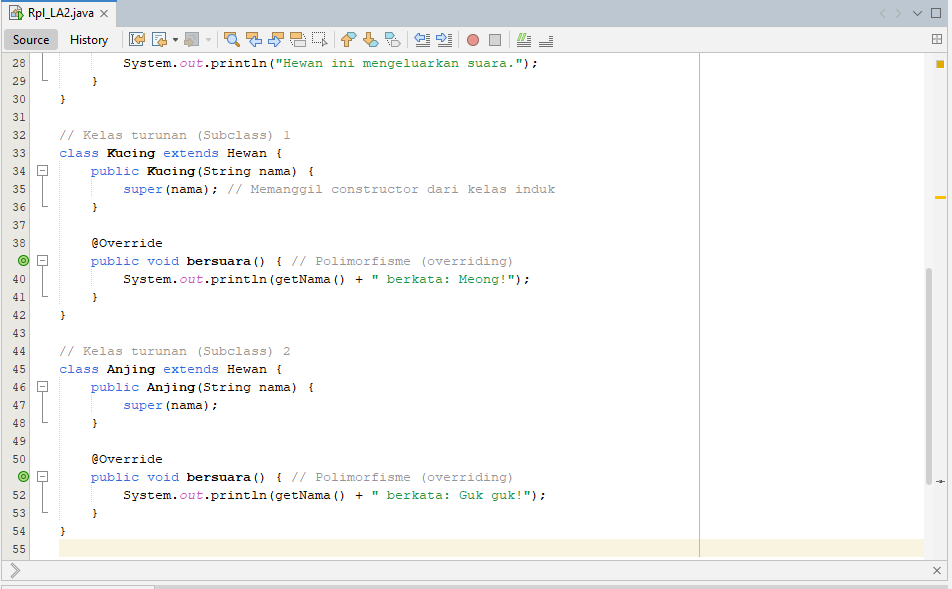 Rpl_LA2.java
Source History
28 System.out.println("Hewan ini mengeluarkan suara.");
29 }
30 }
31
32 // Kelas turunan (Subclass) 1
33 class Kucing extends Hewan {
34 public Kucing(String nama) {
35 super(nama); // Memanggil constructor dari kelas induk
36 }
37
38 @Override
public void bersuara() { // Polimorfisme (overriding)
40 System.out.println(getNama() + " berkata: Meong!");
41 }
42 }
43
44 // Kelas turunan (Subclass) 2
45 class Anjing extends Hewan {
46 public Anjing(String nama) {
47 super(nama);
48 }
49
50 @Override
public void bersuara() { // Polimorfisme (overriding)
52 System.out.println(getNama() + " berkata: Guk guk!");
53 }
54 }
55